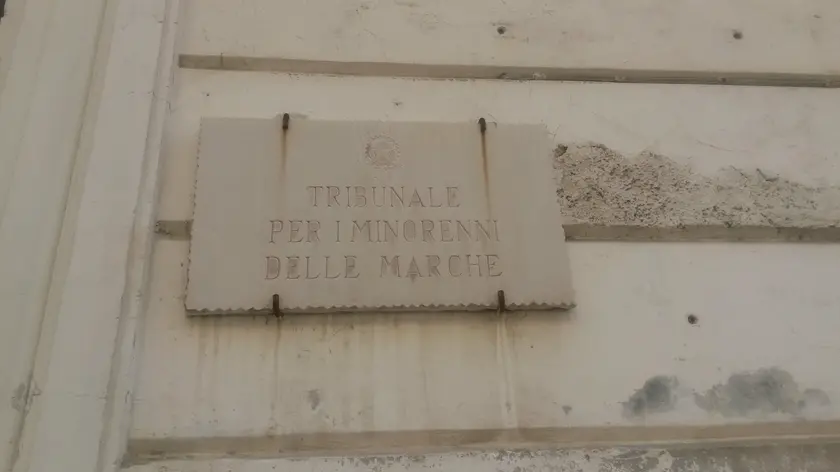 TRIBUNALE
PER I MINORENNI
DELLE MARCHE